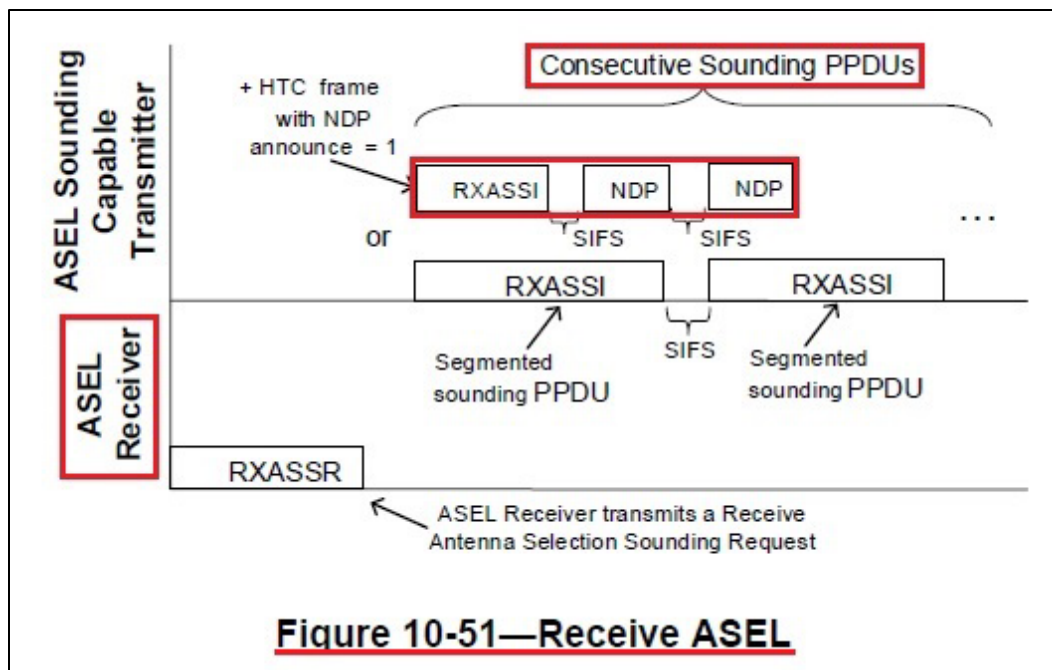 ASEL Sounding
Capable
Transmitter
Consecutive Sounding PPDUs
+ HTC frame
with NDP
announce = 1
RXASSI
NDP
NDP
SIFS
SIFS
...
or
RXASSI
RXASSI
SIFS
Segmented
sounding PPDU
Segmented
sounding PPDU
ASEL
Receiver
RXASSR
ASEL Receiver transmits a Receive
Antenna Selection Sounding Request
Figure 10-51—Receive ASEL